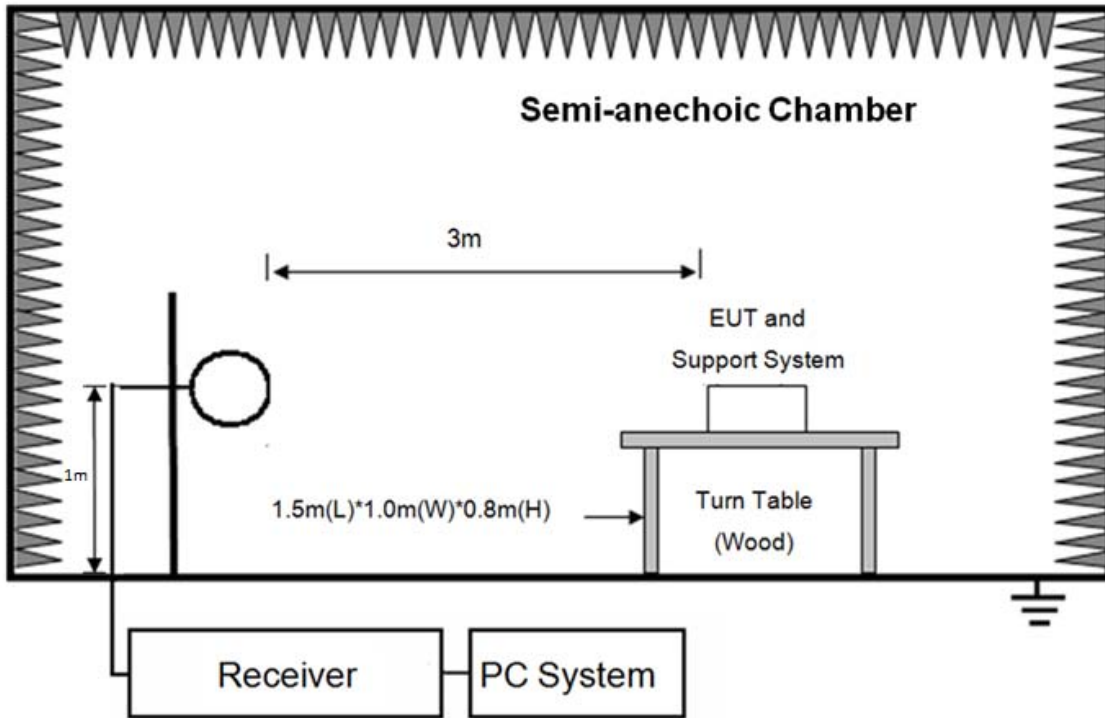 Semi-anechoic Chamber
3m
EUT and
Support System
1m
1.5m(L)*1.0m(W)*0.8m(H)
Turn Table
(Wood)
Receiver
PC System